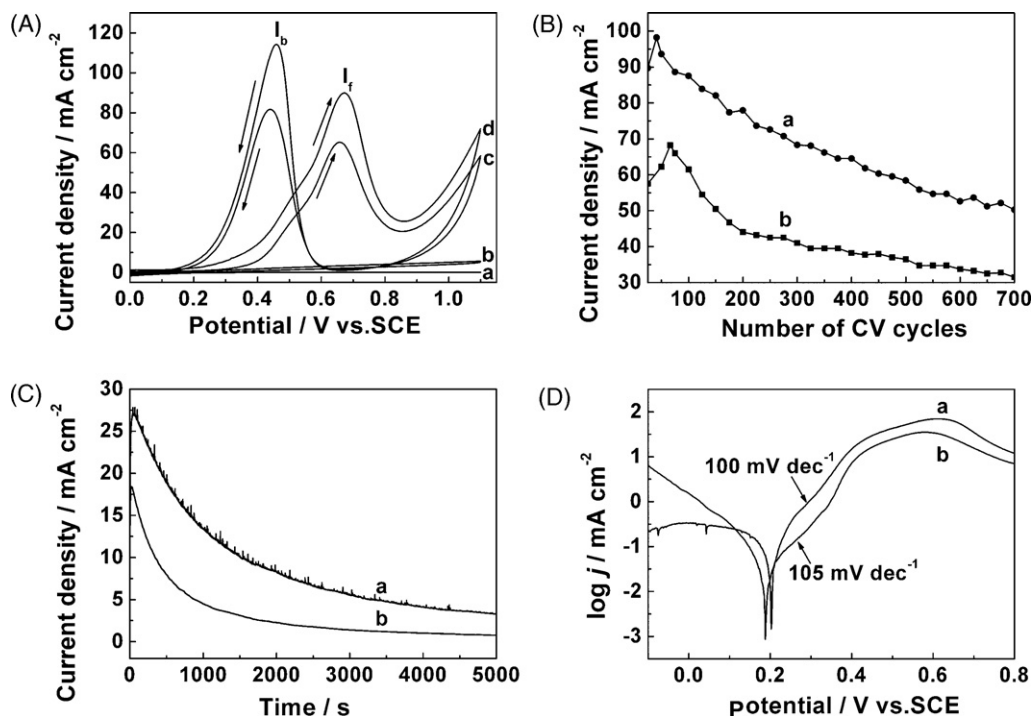 (A)
Current density / mA cm⁻²
120
100
80
60
40
20
0
I_b
I_f
d
c
b
a
0.0 0.2 0.4 0.6 0.8 1.0
Potential / V vs.SCE
(B)
Current density / mA cm⁻²
100
90
80
70
60
50
40
30
a
b
100 200 300 400 500 600 700
Number of CV cycles
(C)
Current density / mA cm⁻²
30
25
20
15
10
5
0
a
b
0 1000 2000 3000 4000 5000
Time / s
(D)
log j / mA cm⁻²
2
1
0
-1
-2
-3
a
b
100 mV dec⁻¹
105 mV dec⁻¹
0.0 0.2 0.4 0.6 0.8
potential / V vs.SCE